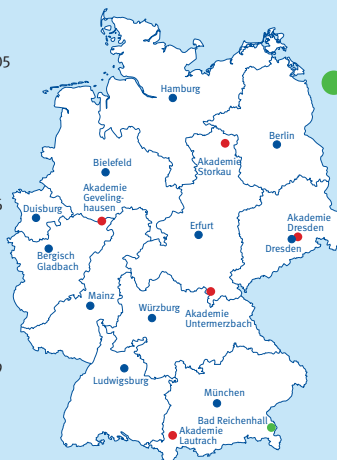 05
Hamburg
Berlin
Akademie
Storkau
Bielefeld
Akademie
Geveling-
hausen
Duisburg
Erfurt
Akademie
Dresden
Dresden
Bergisch
Gladbach
Mainz
Würzburg
Akademie
Untermerzbach
Ludwigsburg
München
Bad Reichenhall
Akademie
Lautrach